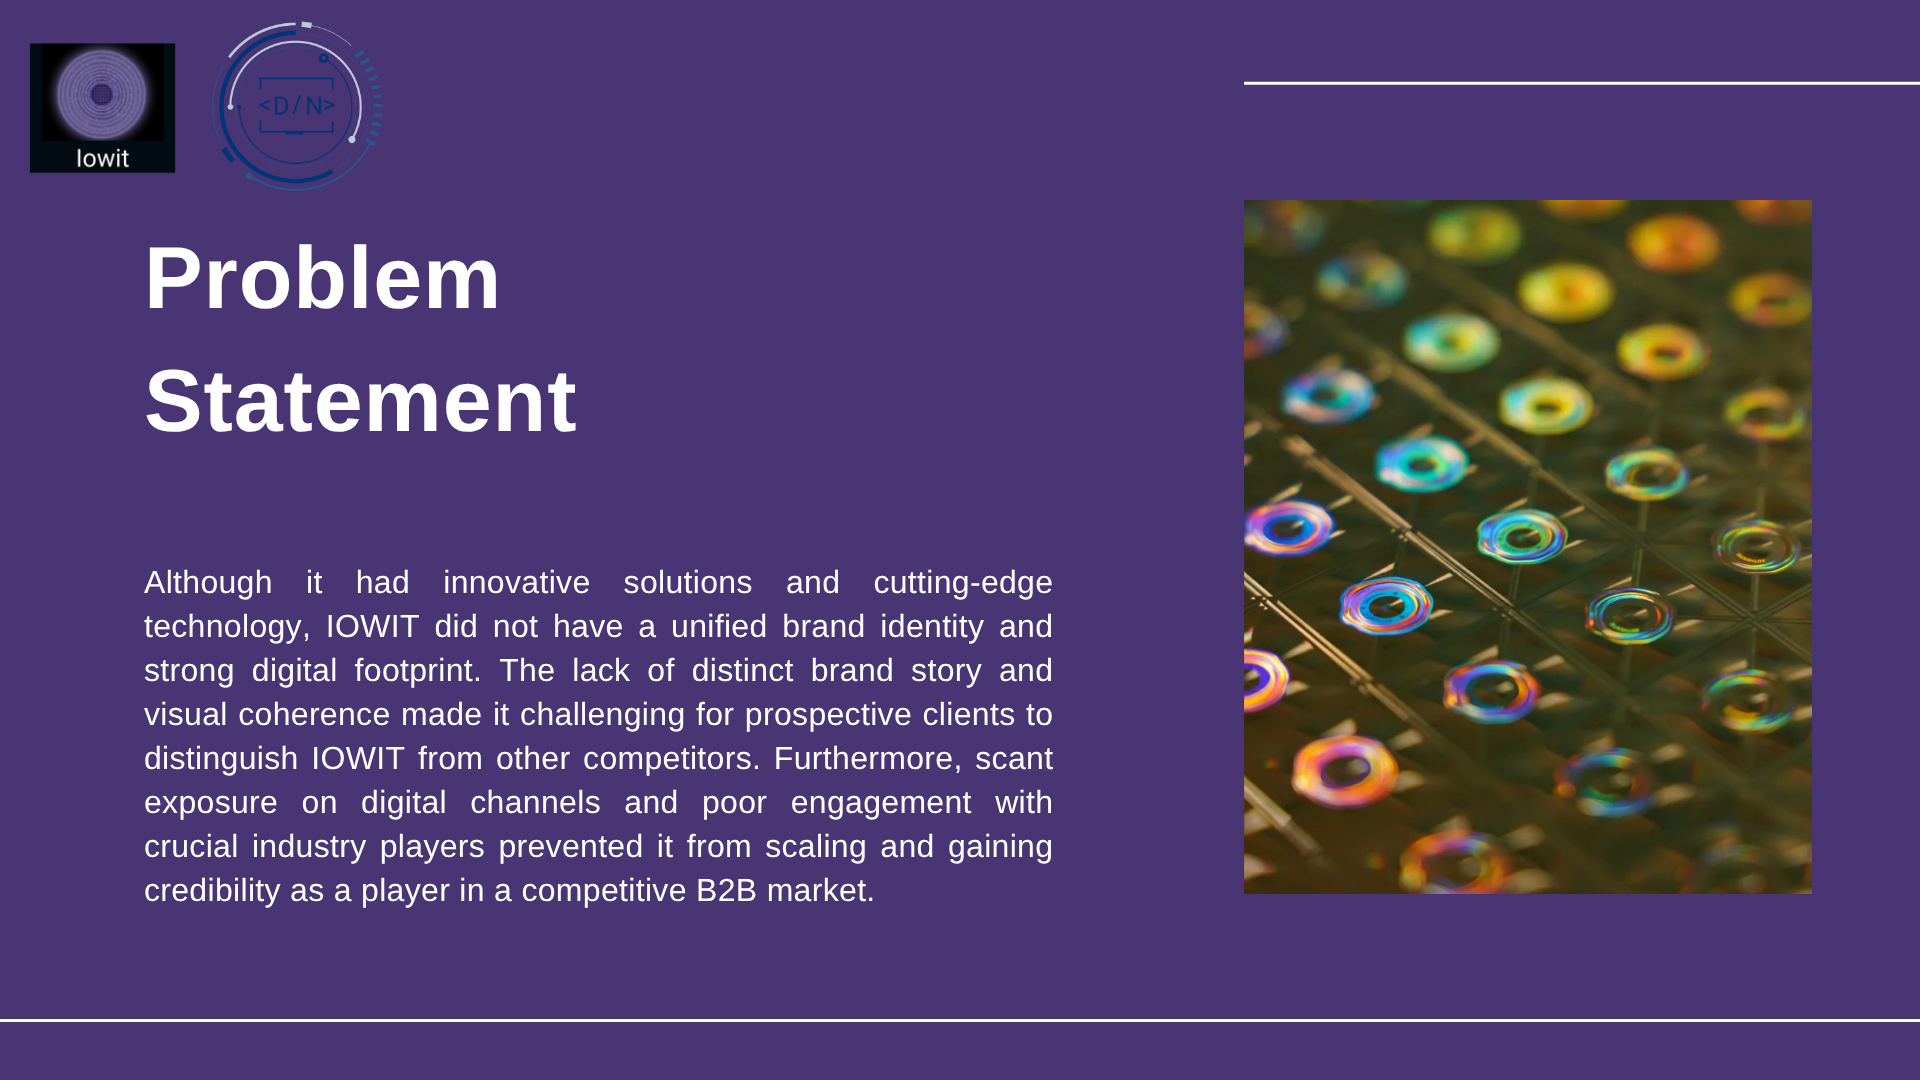 Iowit
<D/N>
Problem
Statement
Although it had innovative solutions and cutting-edge
technology, IOWIT did not have a unified brand identity and
strong digital footprint. The lack of distinct brand story and
visual coherence made it challenging for prospective clients to
distinguish IOWIT from other competitors. Furthermore, scant
exposure on digital channels and poor engagement with
crucial industry players prevented it from scaling and gaining
credibility as a player in a competitive B2B market.